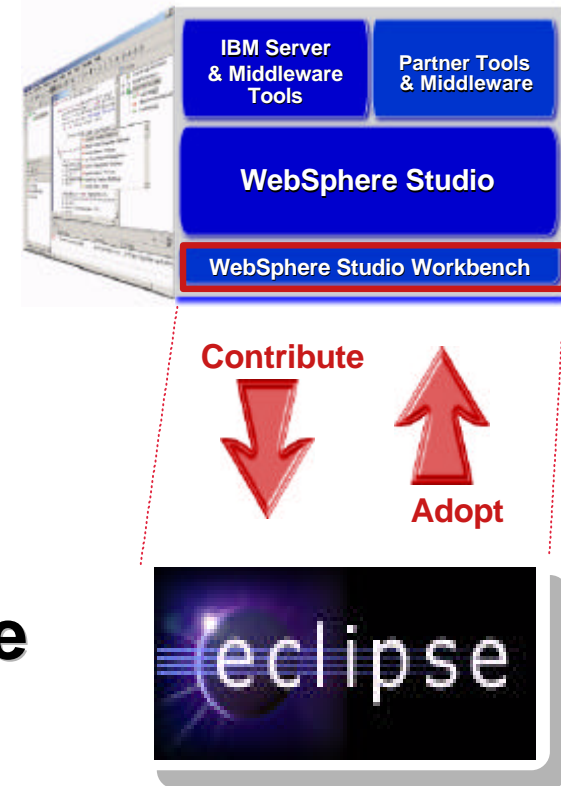 IBM Server
& Middleware
Tools
Partner Tools
& Middleware
WebSphere Studio
WebSphere Studio Workbench
Contribute
Adopt
e
eclipse